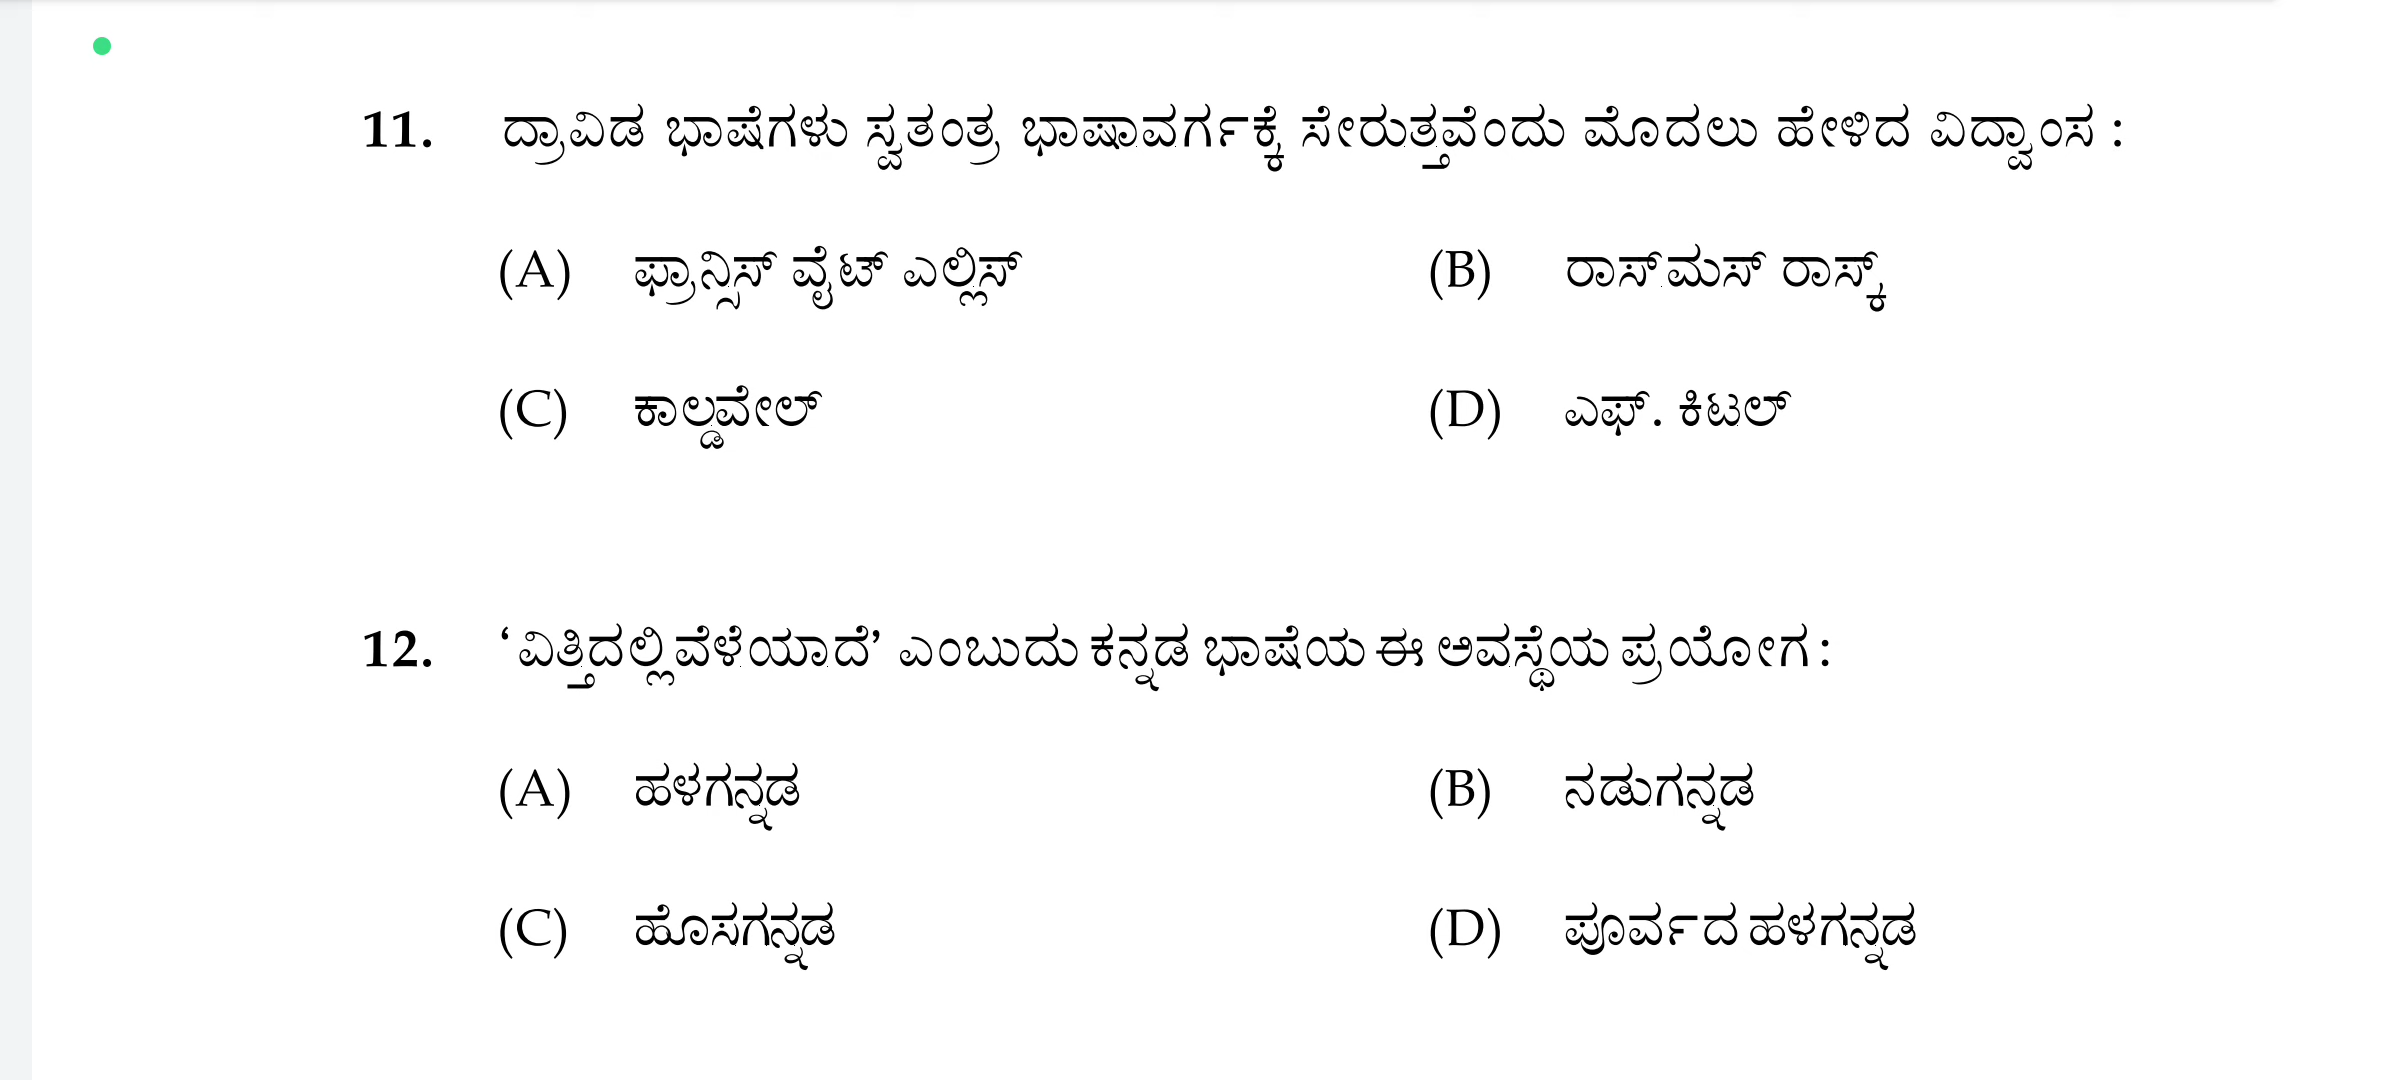 11. ದ್ರಾವಿಡ ಭಾಷೆಗಳು ಸ್ವತಂತ್ರ ಭಾಷಾವರ್ಗಕ್ಕೆ ಸೇರುತ್ತವೆಂದು ಮೊದಲು ಹೇಳಿದ ವಿದ್ವಾಂಸ :
(A) ಫ್ರಾನ್ಸಿಸ್ ವೈಟ್ ಎಲ್ಲಿಸ್ (B) ರಾಸ್‌ಮಸ್ ರಾಸ್ಕ್
(C) ಕಾಲ್ಡವೇಲ್ (D) ಎಫ್. ಕಿಟಲ್
12. ‘ವಿತ್ತಿದಲ್ಲಿವೆಳೆಯಾದೆ’ ಎಂಬುದು ಕನ್ನಡ ಭಾಷೆಯ ಈ ಅವಸ್ಥೆಯ ಪ್ರಯೋಗ :
(A) ಹಳಗನ್ನಡ (B) ನಡುಗನ್ನಡ
(C) ಹೊಸಗನ್ನಡ (D) ಪೂರ್ವದ ಹಳಗನ್ನಡ